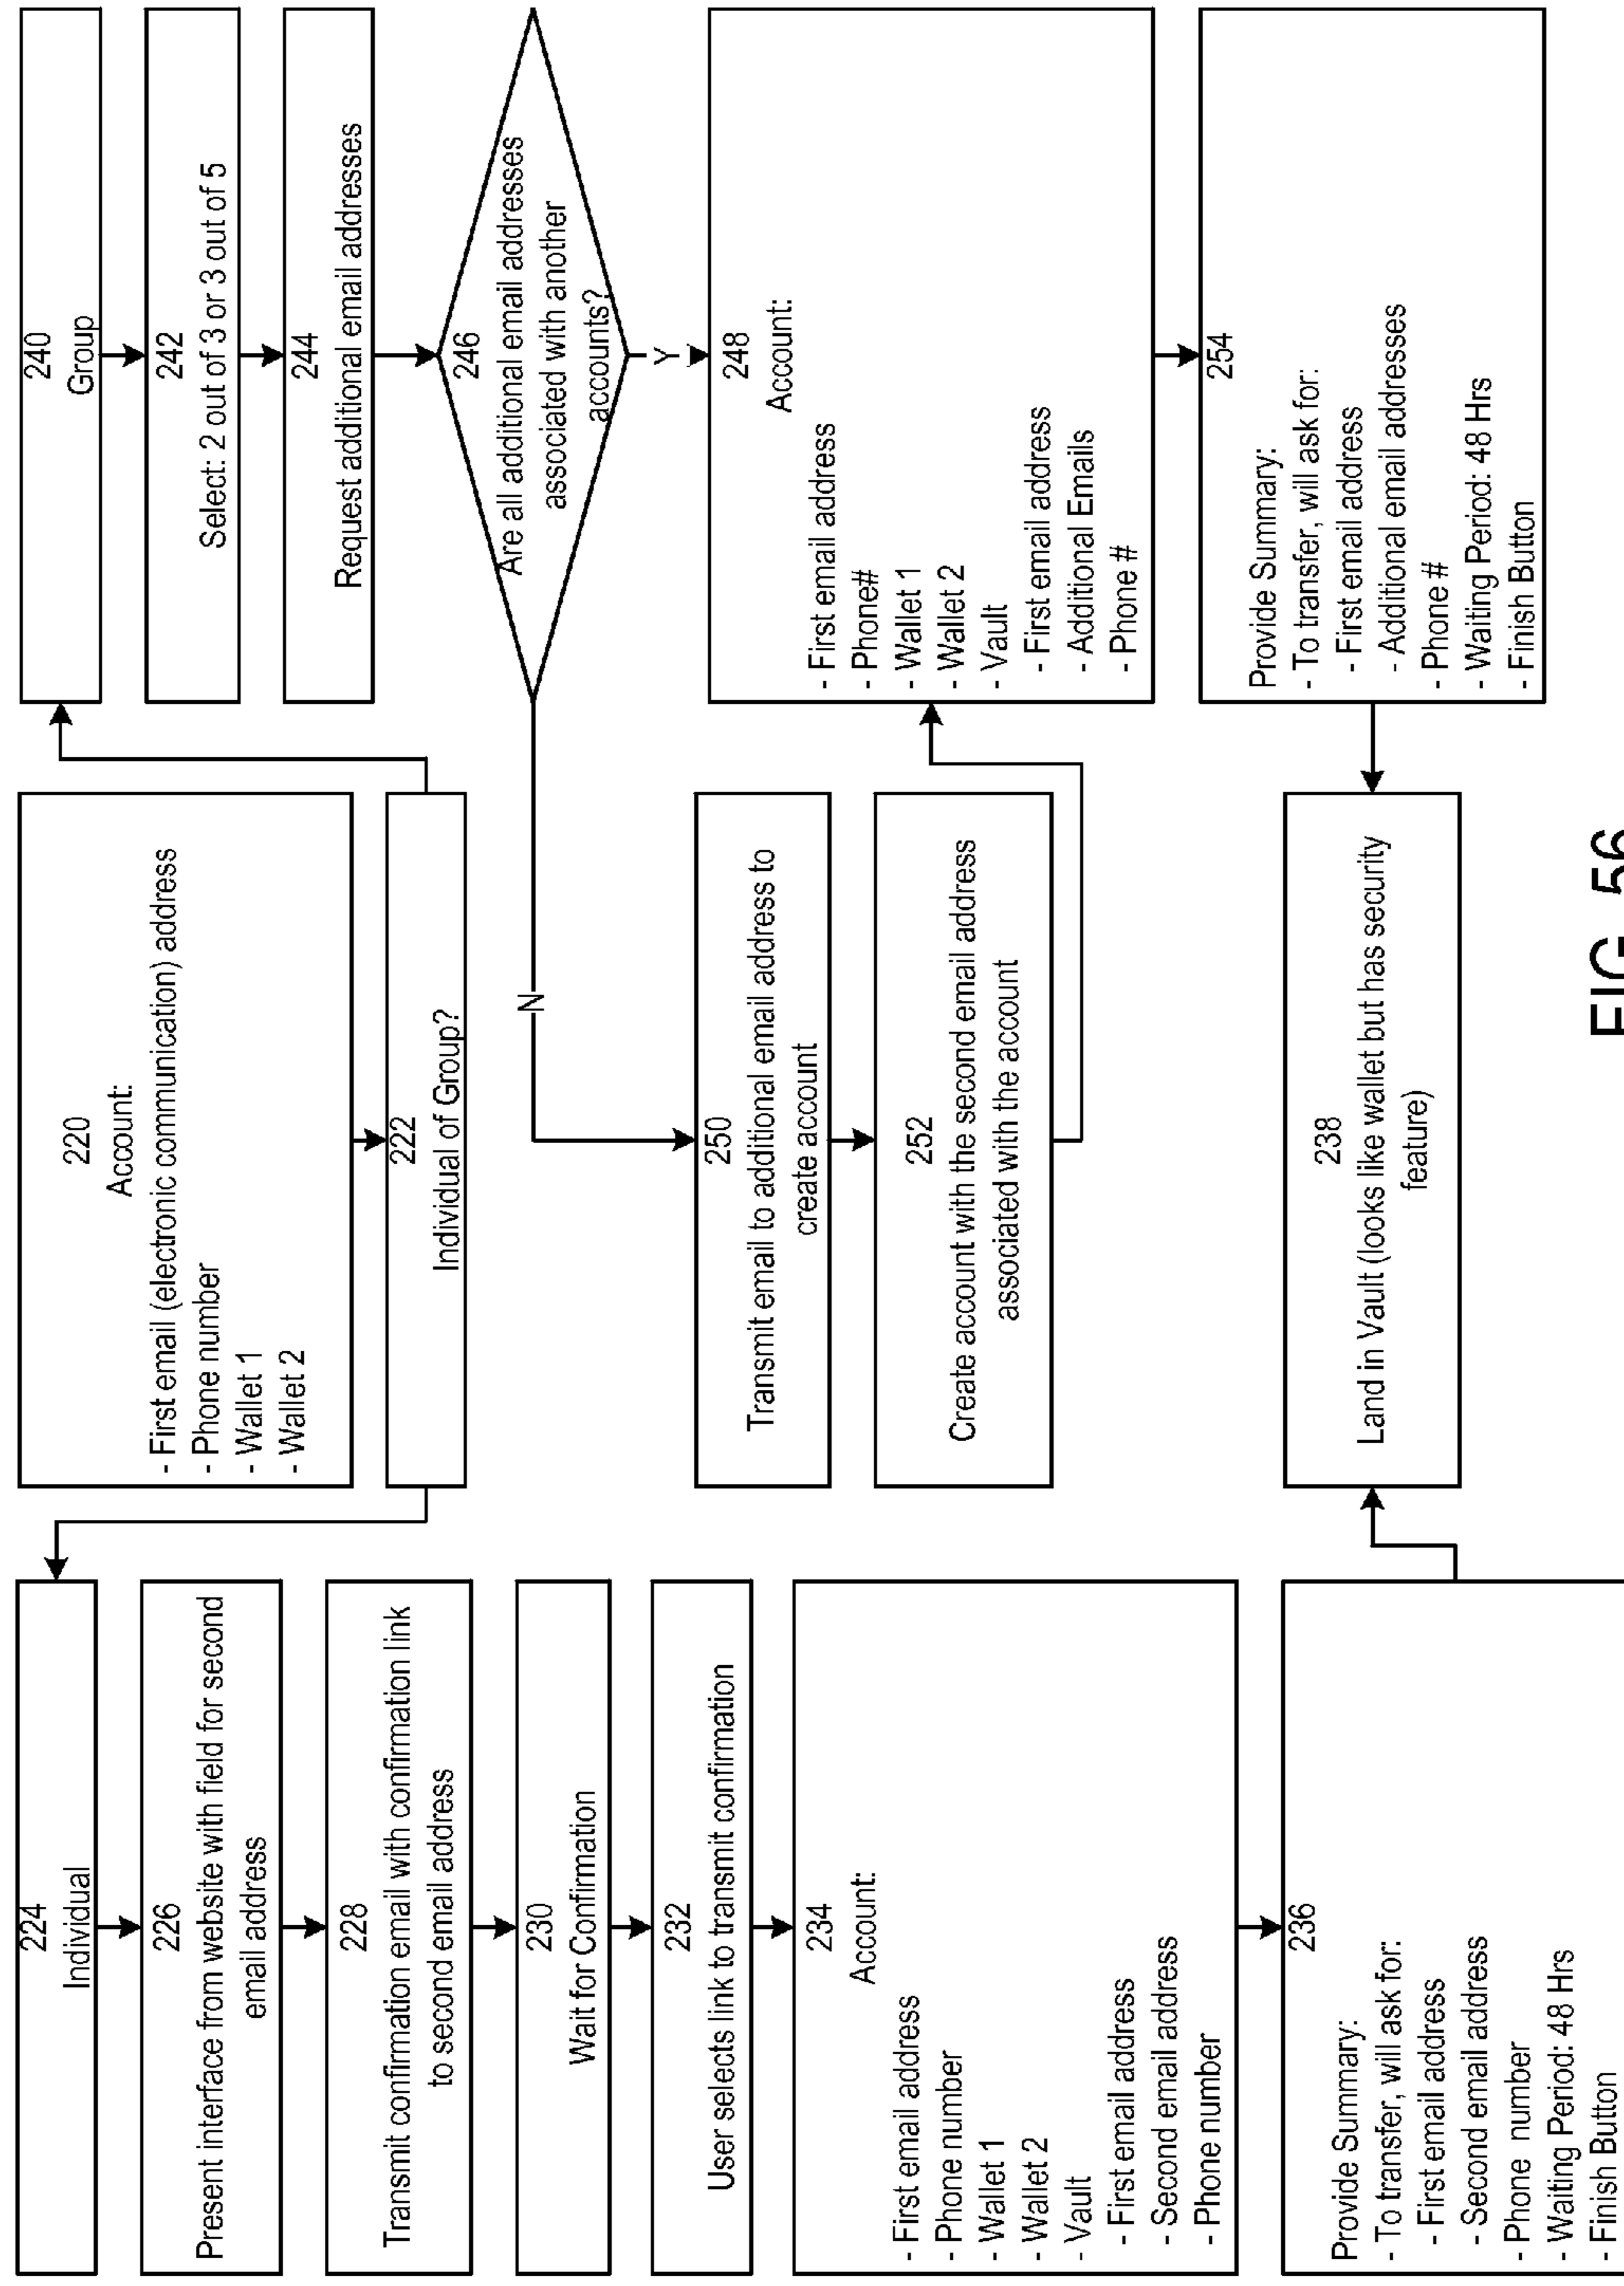 220
Account:
- First email (electronic communication) address
- Phone number
- Wallet 1
- Wallet 2
222
Individual of Group?
224
Individual
226
Present interface from website with field for second
email address
228
Transmit confirmation email with confirmation link
to second email address
230
Wait for Confirmation
232
User selects link to transmit confirmation
234
Account:
- First email address
- Phone number
- Wallet 1
- Wallet 2
- Vault
- First email address
- Second email address
- Phone number
236
Provide Summary:
- To transfer, will ask for:
- First email address
- Second email address
- Phone number
- Waiting Period: 48 Hrs
- Finish Button
240
Group
242
Select: 2 out of 3 or 3 out of 5
244
Request additional email addresses
246
Are all additional email addresses
associated with another
accounts?
N
Y
250
Transmit email to additional email address to
create account
252
Create account with the second email address
associated with the account
248
Account:
- First email address
- Phone#
- Wallet 1
- Wallet 2
- Vault
- First email address
- Additional Emails
- Phone #
254
Provide Summary:
- To transfer, will ask for:
- First email address
- Additional email addresses
- Phone #
- Waiting Period: 48 Hrs
- Finish Button
238
Land in Vault (looks like wallet but has security
feature)
FIG. 56